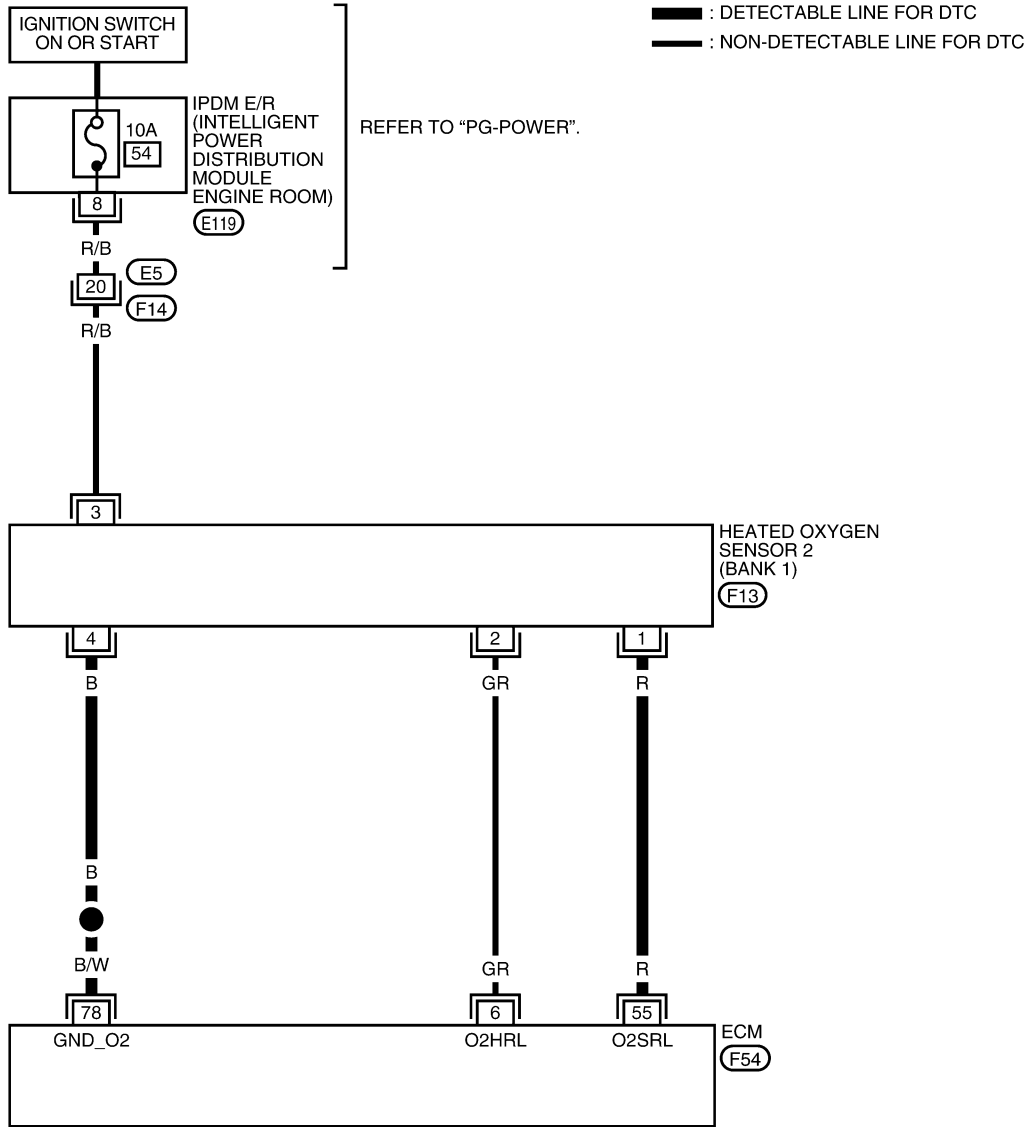 IGNITION SWITCH
ON OR START
: DETECTABLE LINE FOR DTC
: NON-DETECTABLE LINE FOR DTC
10A
54
IPDM E/R
(INTELLIGENT
POWER
DISTRIBUTION
MODULE
ENGINE ROOM)
E119
REFER TO “PG-POWER”.
8
R/B
20
E5
F14
R/B
3
HEATED OXYGEN
SENSOR 2
(BANK 1)
F13
4
2
1
B
GR
R
B
B/W
GR
R
78
6
55
GND_O2
O2HRL
O2SRL
ECM
F54